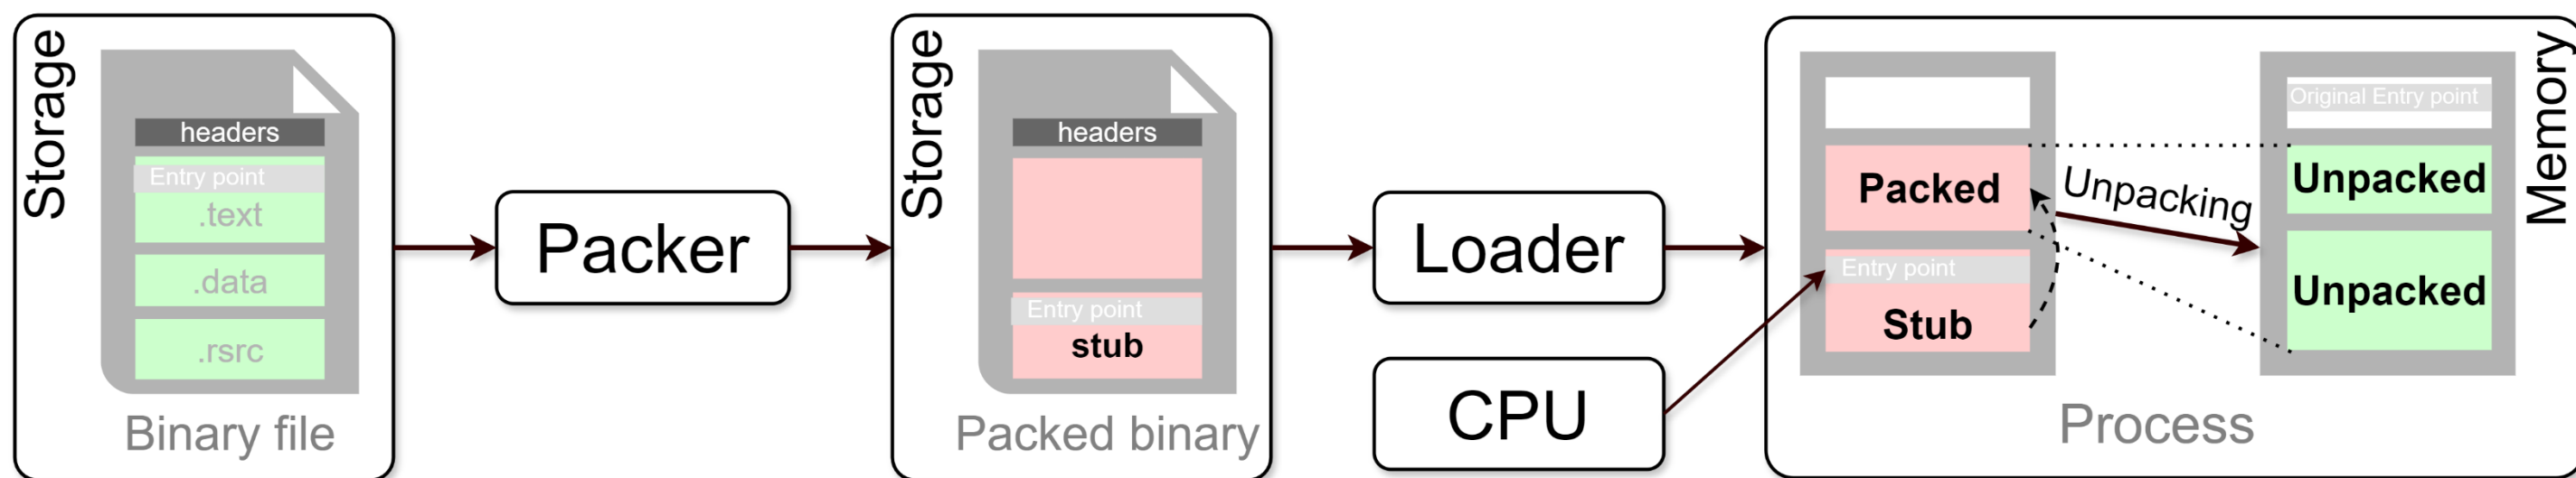 Storage
headers
Entry point
.text
.data
.rsrc
Binary file
Packer
Storage
headers
Entry point
stub
Packed binary
Loader
CPU
Packed
Entry point
Stub
Unpacking
Original Entry point
Unpacked
Unpacked
Process
Memory